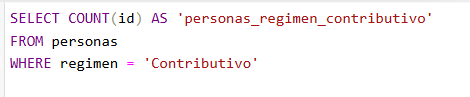 SELECT COUNT(id) AS 'personas_regimen_contributivo'
FROM personas
WHERE regimen = 'Contributivo'